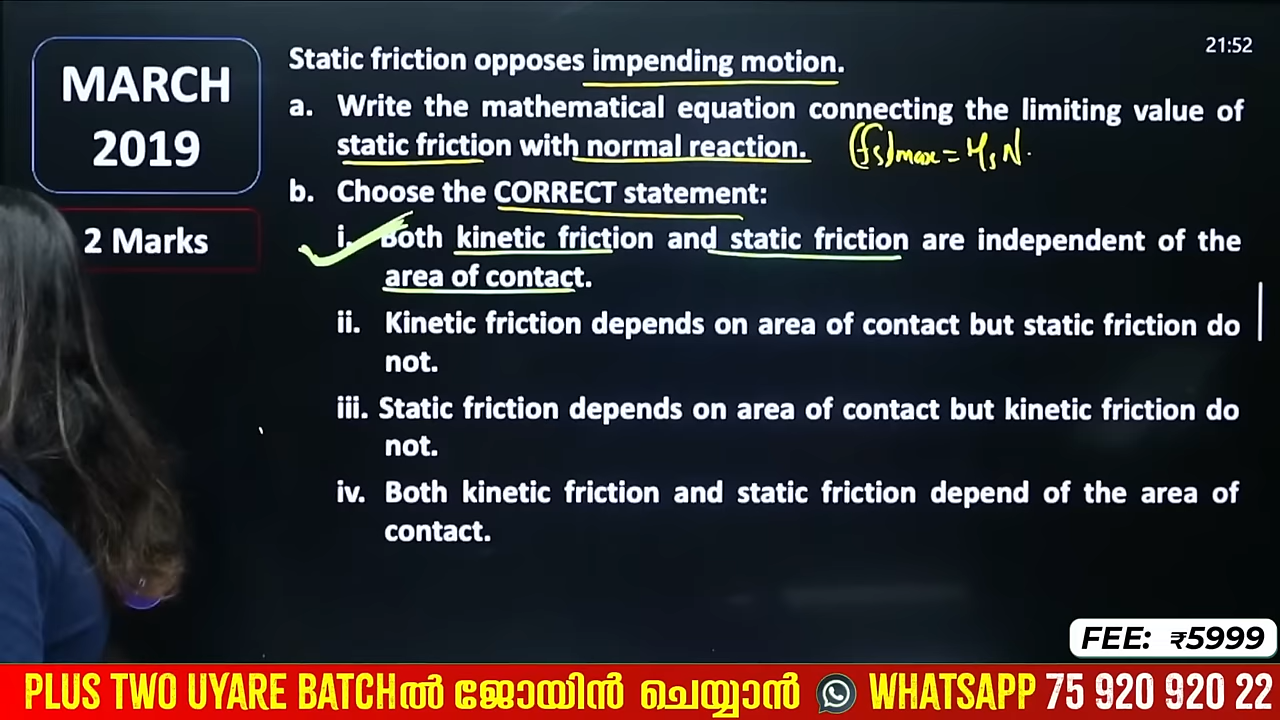 21:52
MARCH
2019
2 Marks
Static friction opposes impending motion.
a. Write the mathematical equation connecting the limiting value of
static friction with normal reaction. (fs)max = μs N.
b. Choose the CORRECT statement:
i. Both kinetic friction and static friction are independent of the
area of contact.
ii. Kinetic friction depends on area of contact but static friction do
not.
iii. Static friction depends on area of contact but kinetic friction do
not.
iv. Both kinetic friction and static friction depend of the area of
contact.
FEE: ₹5999
PLUS TWO UYARE BATCHൽ ജോയിൻ ചെയ്യാൻ WHATSAPP 75 920 920 22